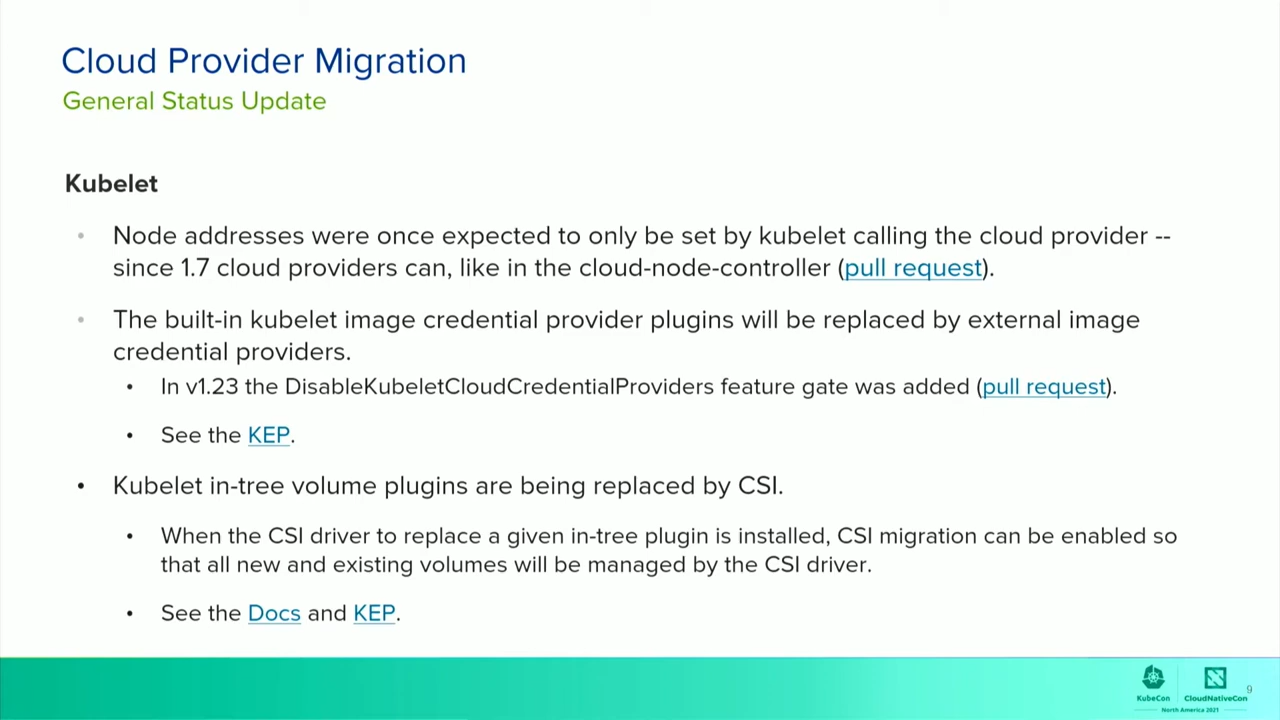 Cloud Provider Migration
General Status Update
Kubelet
• Node addresses were once expected to only be set by kubelet calling the cloud provider --
since 1.7 cloud providers can, like in the cloud-node-controller (pull request).
• The built-in kubelet image credential provider plugins will be replaced by external image
credential providers.
• In v1.23 the DisableKubeletCloudCredentialProviders feature gate was added (pull request).
• See the KEP.
• Kubelet in-tree volume plugins are being replaced by CSI.
• When the CSI driver to replace a given in-tree plugin is installed, CSI migration can be enabled so
that all new and existing volumes will be managed by the CSI driver.
• See the Docs and KEP.
KubeCon CloudNativeCon
North America 2021
9